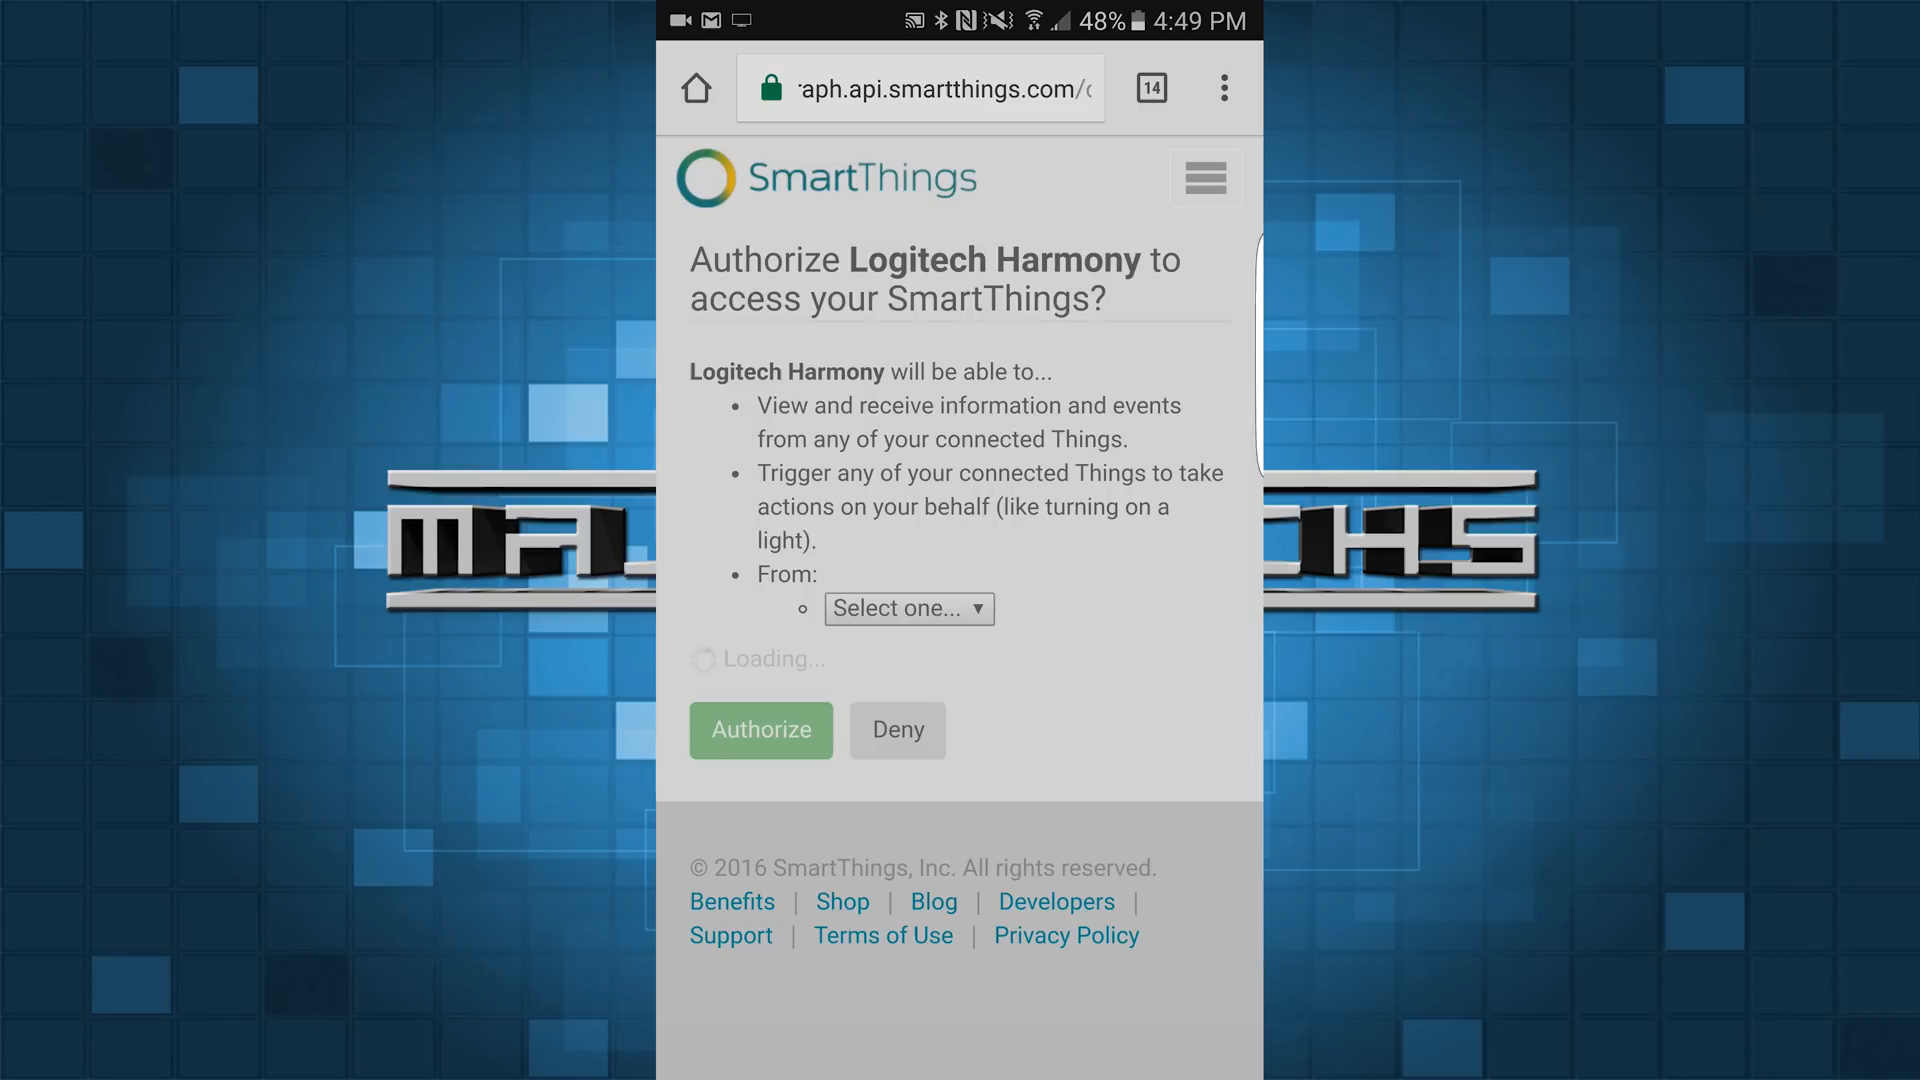 48% 4:49 PM
aph.api.smartthings.com/
14
SmartThings
Authorize Logitech Harmony to
access your SmartThings?
Logitech Harmony will be able to...
• View and receive information and events
from any of your connected Things.
• Trigger any of your connected Things to take
actions on your behalf (like turning on a
light).
• From:
Select one...
Loading...
Authorize Deny
© 2016 SmartThings, Inc. All rights reserved.
Benefits | Shop | Blog | Developers |
Support | Terms of Use | Privacy Policy